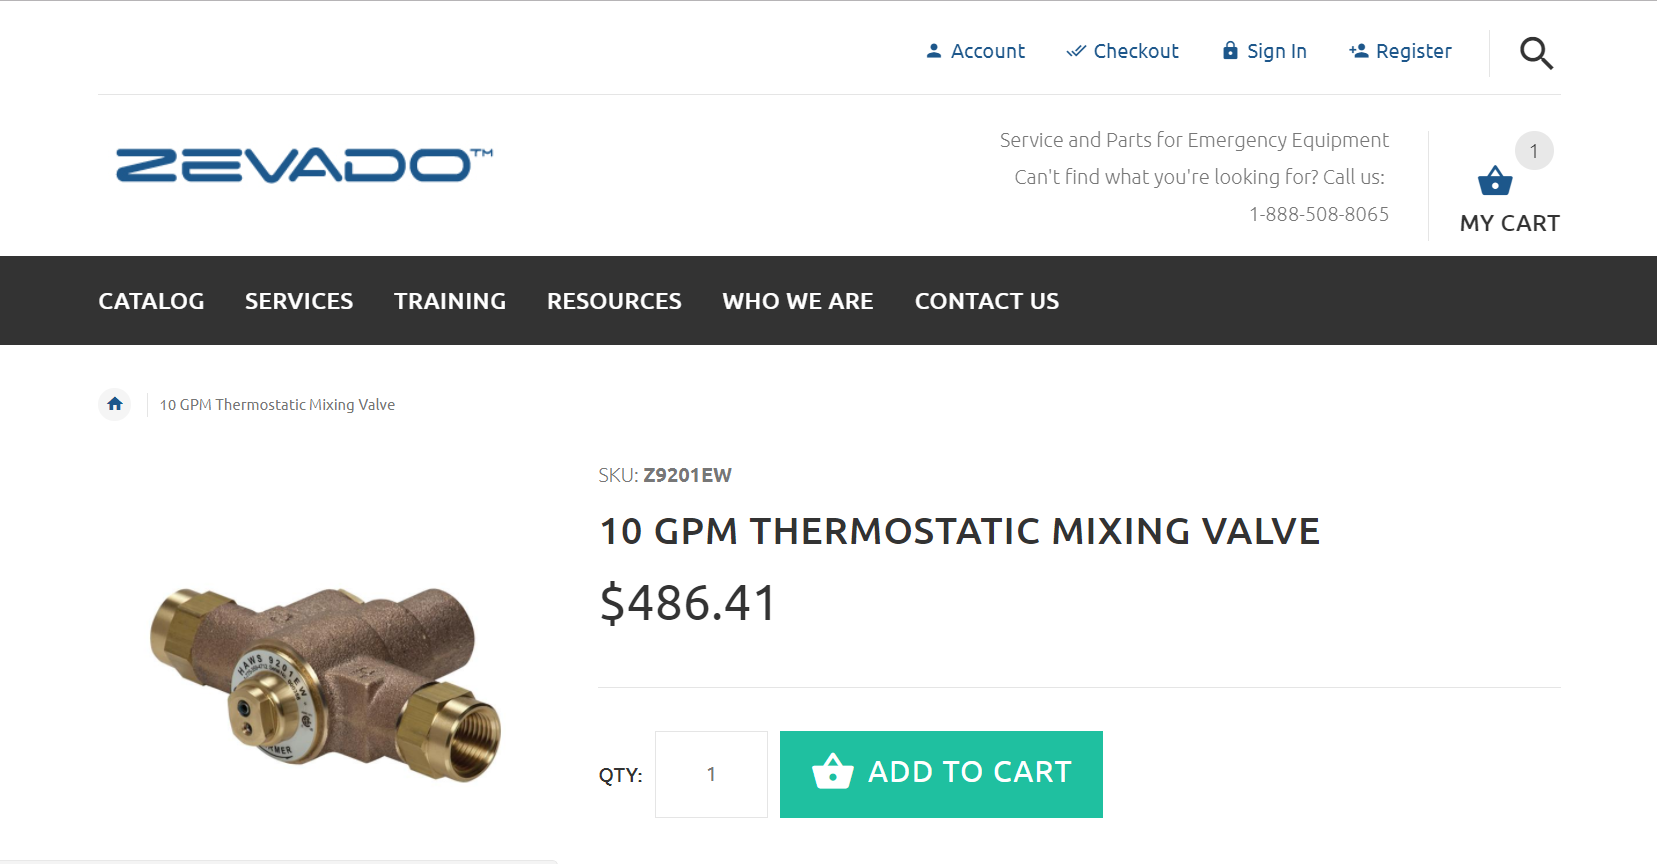 Account
Checkout
Sign In
Register
ZEVADO™
Service and Parts for Emergency Equipment
Can't find what you're looking for? Call us:
1-888-508-8065
1
MY CART
CATALOG
SERVICES
TRAINING
RESOURCES
WHO WE ARE
CONTACT US
10 GPM Thermostatic Mixing Valve
SKU: Z9201EW
10 GPM THERMOSTATIC MIXING VALVE
$486.41
HAWS 9201EW
QTY:
1
ADD TO CART